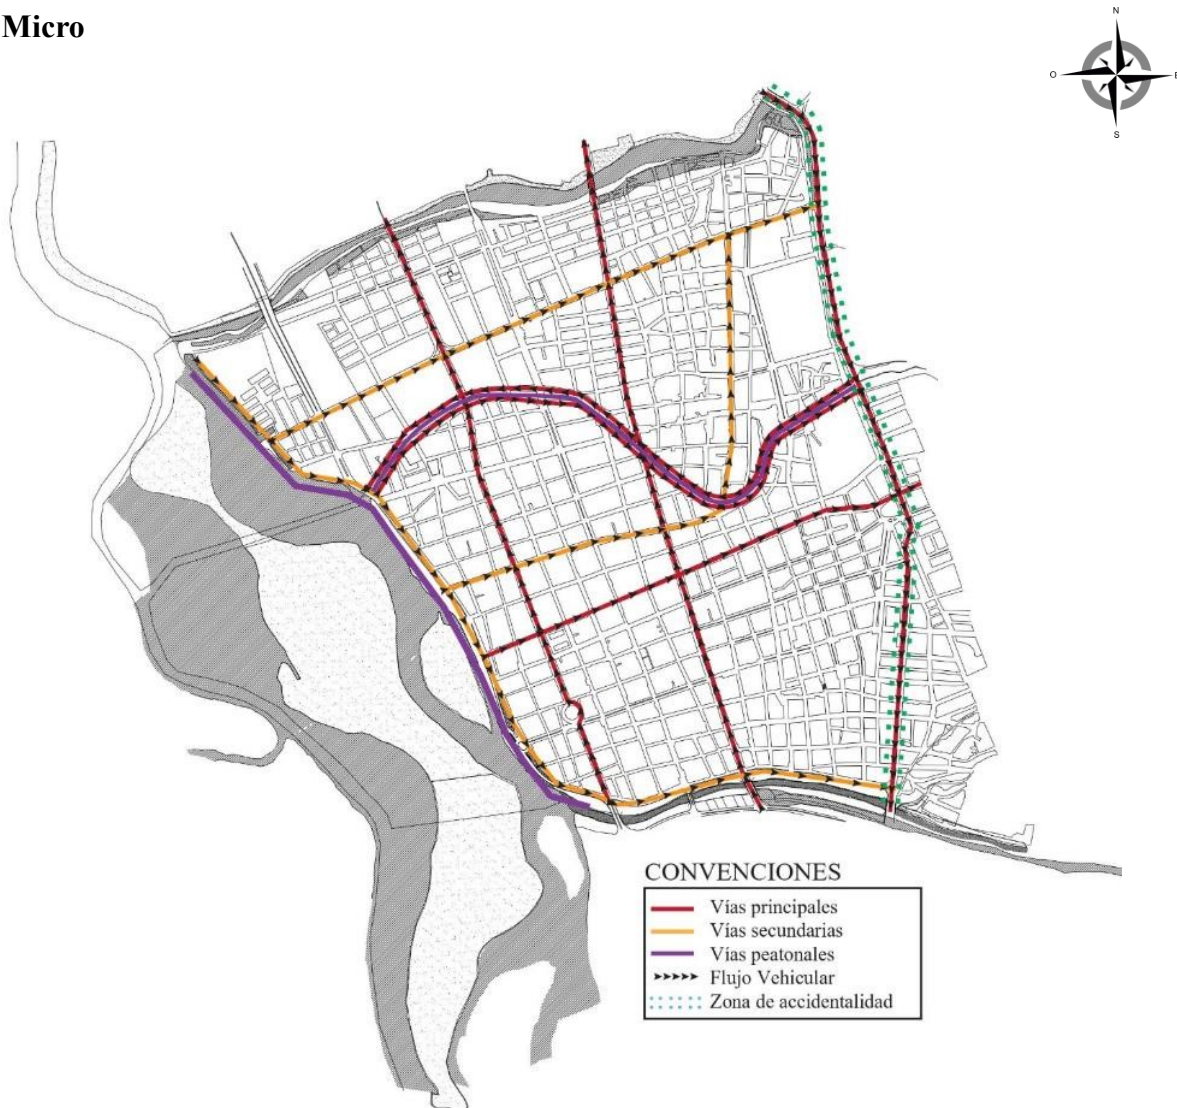 Micro
N
O
E
S
CONVENCIONES
Vías principales
Vías secundarias
Vías peatonales
Flujo Vehicular
Zona de accidentalidad